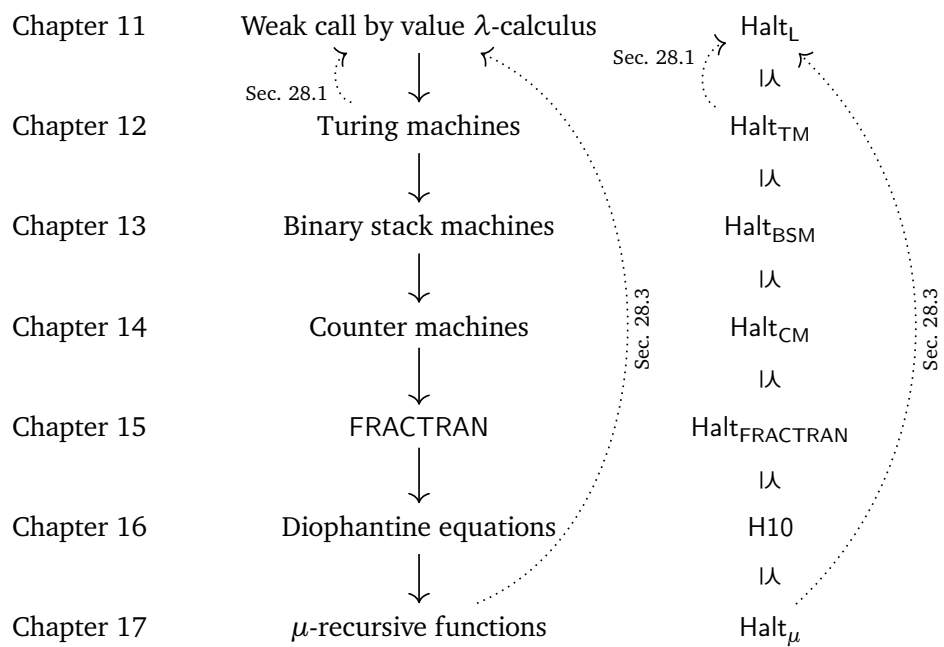 Chapter 11 Weak call by value λ-calculus Halt_L
Sec. 28.1 Sec. 28.1 ⪯
Chapter 12 Turing machines Halt_TM
⪯
Chapter 13 Binary stack machines Halt_BSM
⪯
Sec. 28.3 Sec. 28.3
Chapter 14 Counter machines Halt_CM
⪯
Chapter 15 FRACTRAN Halt_FRACTRAN
⪯
Chapter 16 Diophantine equations H10
⪯
Chapter 17 μ-recursive functions Halt_μ